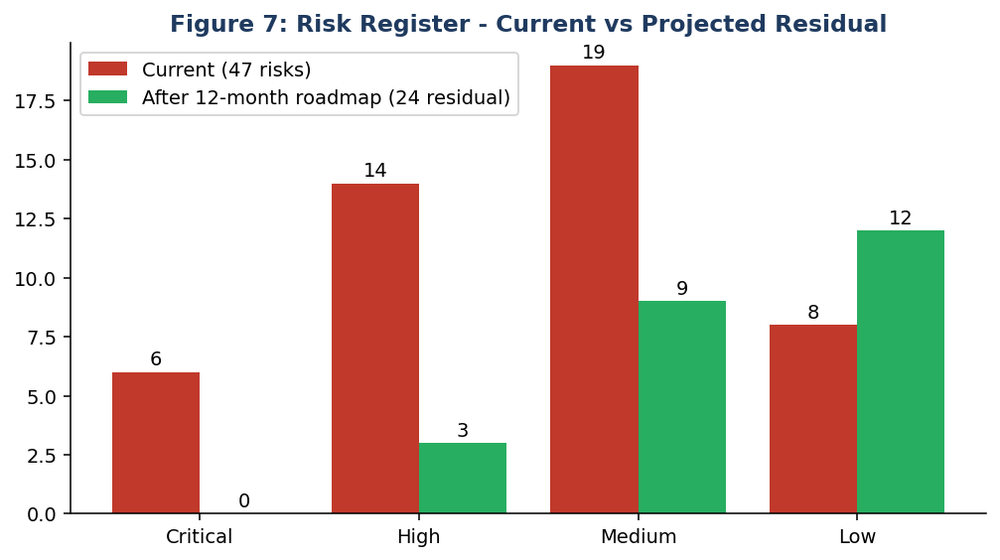 Figure 7: Risk Register - Current vs Projected Residual
Current (47 risks)
After 12-month roadmap (24 residual)
17.5
15.0
12.5
10.0
7.5
5.0
2.5
0.0
6
0
14
3
19
9
8
12
Critical
High
Medium
Low